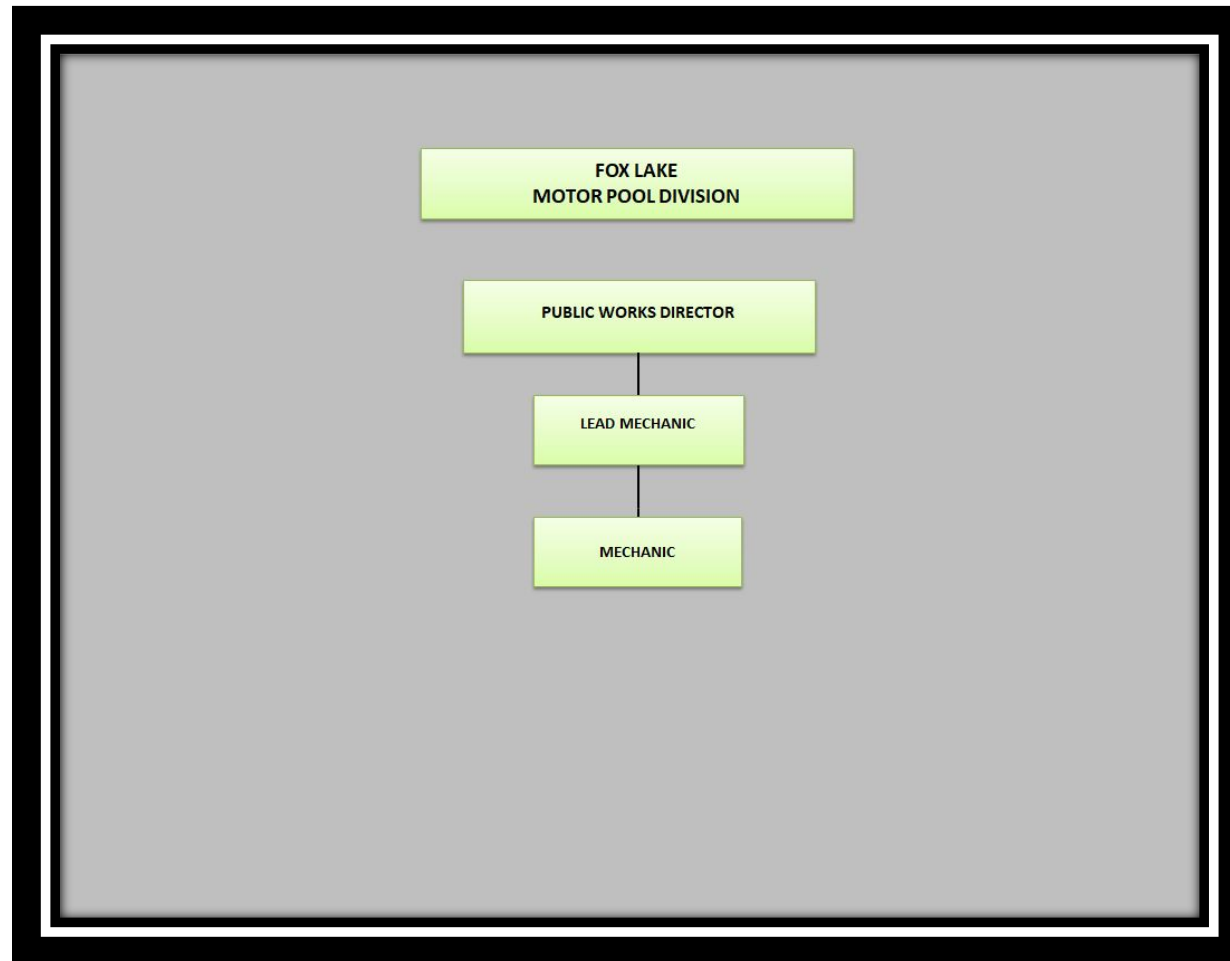 FOX LAKE
MOTOR POOL DIVISION
PUBLIC WORKS DIRECTOR
LEAD MECHANIC
MECHANIC